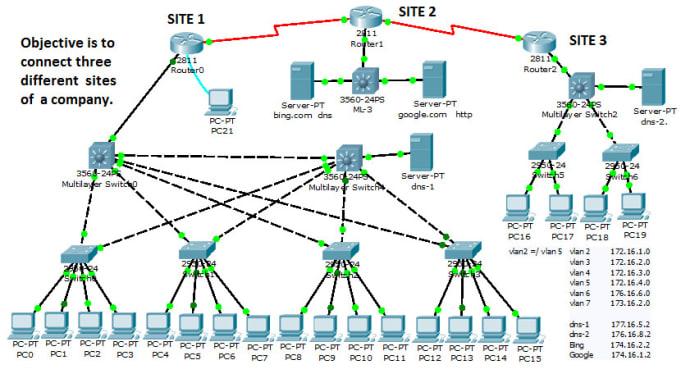 SITE 1
SITE 2
SITE 3
Objective is to
connect three
different sites
of a company.
2811
Router0
2811
Router1
2811
Router2
PC-PT
PC21
Server-PT
bing.com dns
3560-24PS
ML-3
Server-PT
google.com http
3560-24PS
Multilayer Switch2
Server-PT
dns-2.
3560-24PS
Multilayer Switch0
3560-24PS
Multilayer Switch4
Server-PT
dns-1
2950-24
Switch5
2950-24
Switch6
PC-PT
PC16
PC-PT
PC17
PC-PT
PC18
PC-PT
PC19
2950-24
2950-24
2950-24
Switch2
2950-24
PC-PT
PC0
PC-PT
PC1
PC-PT
PC2
PC-PT
PC3
PC-PT
PC4
PC-PT
PC5
PC-PT
PC6
PC-PT
PC7
PC-PT
PC8
PC-PT
PC9
PC-PT
PC10
PC-PT
PC11
PC-PT
PC12
PC-PT
PC13
PC-PT
PC14
PC-PT
PC15
vlan2 =/ vlan 5
vlan 2 172.16.1.0
vlan 172.16.2.0
vlan 4 172.16.3.0
vlan 5 172.16.4.0
vlan 6 176.16.6.0
vlan 7 173.16.2.0
dns-1 177.16.5.2
dns-2 176.16.8.2
Bing 174.16.2.2
Google 174.16.1.2